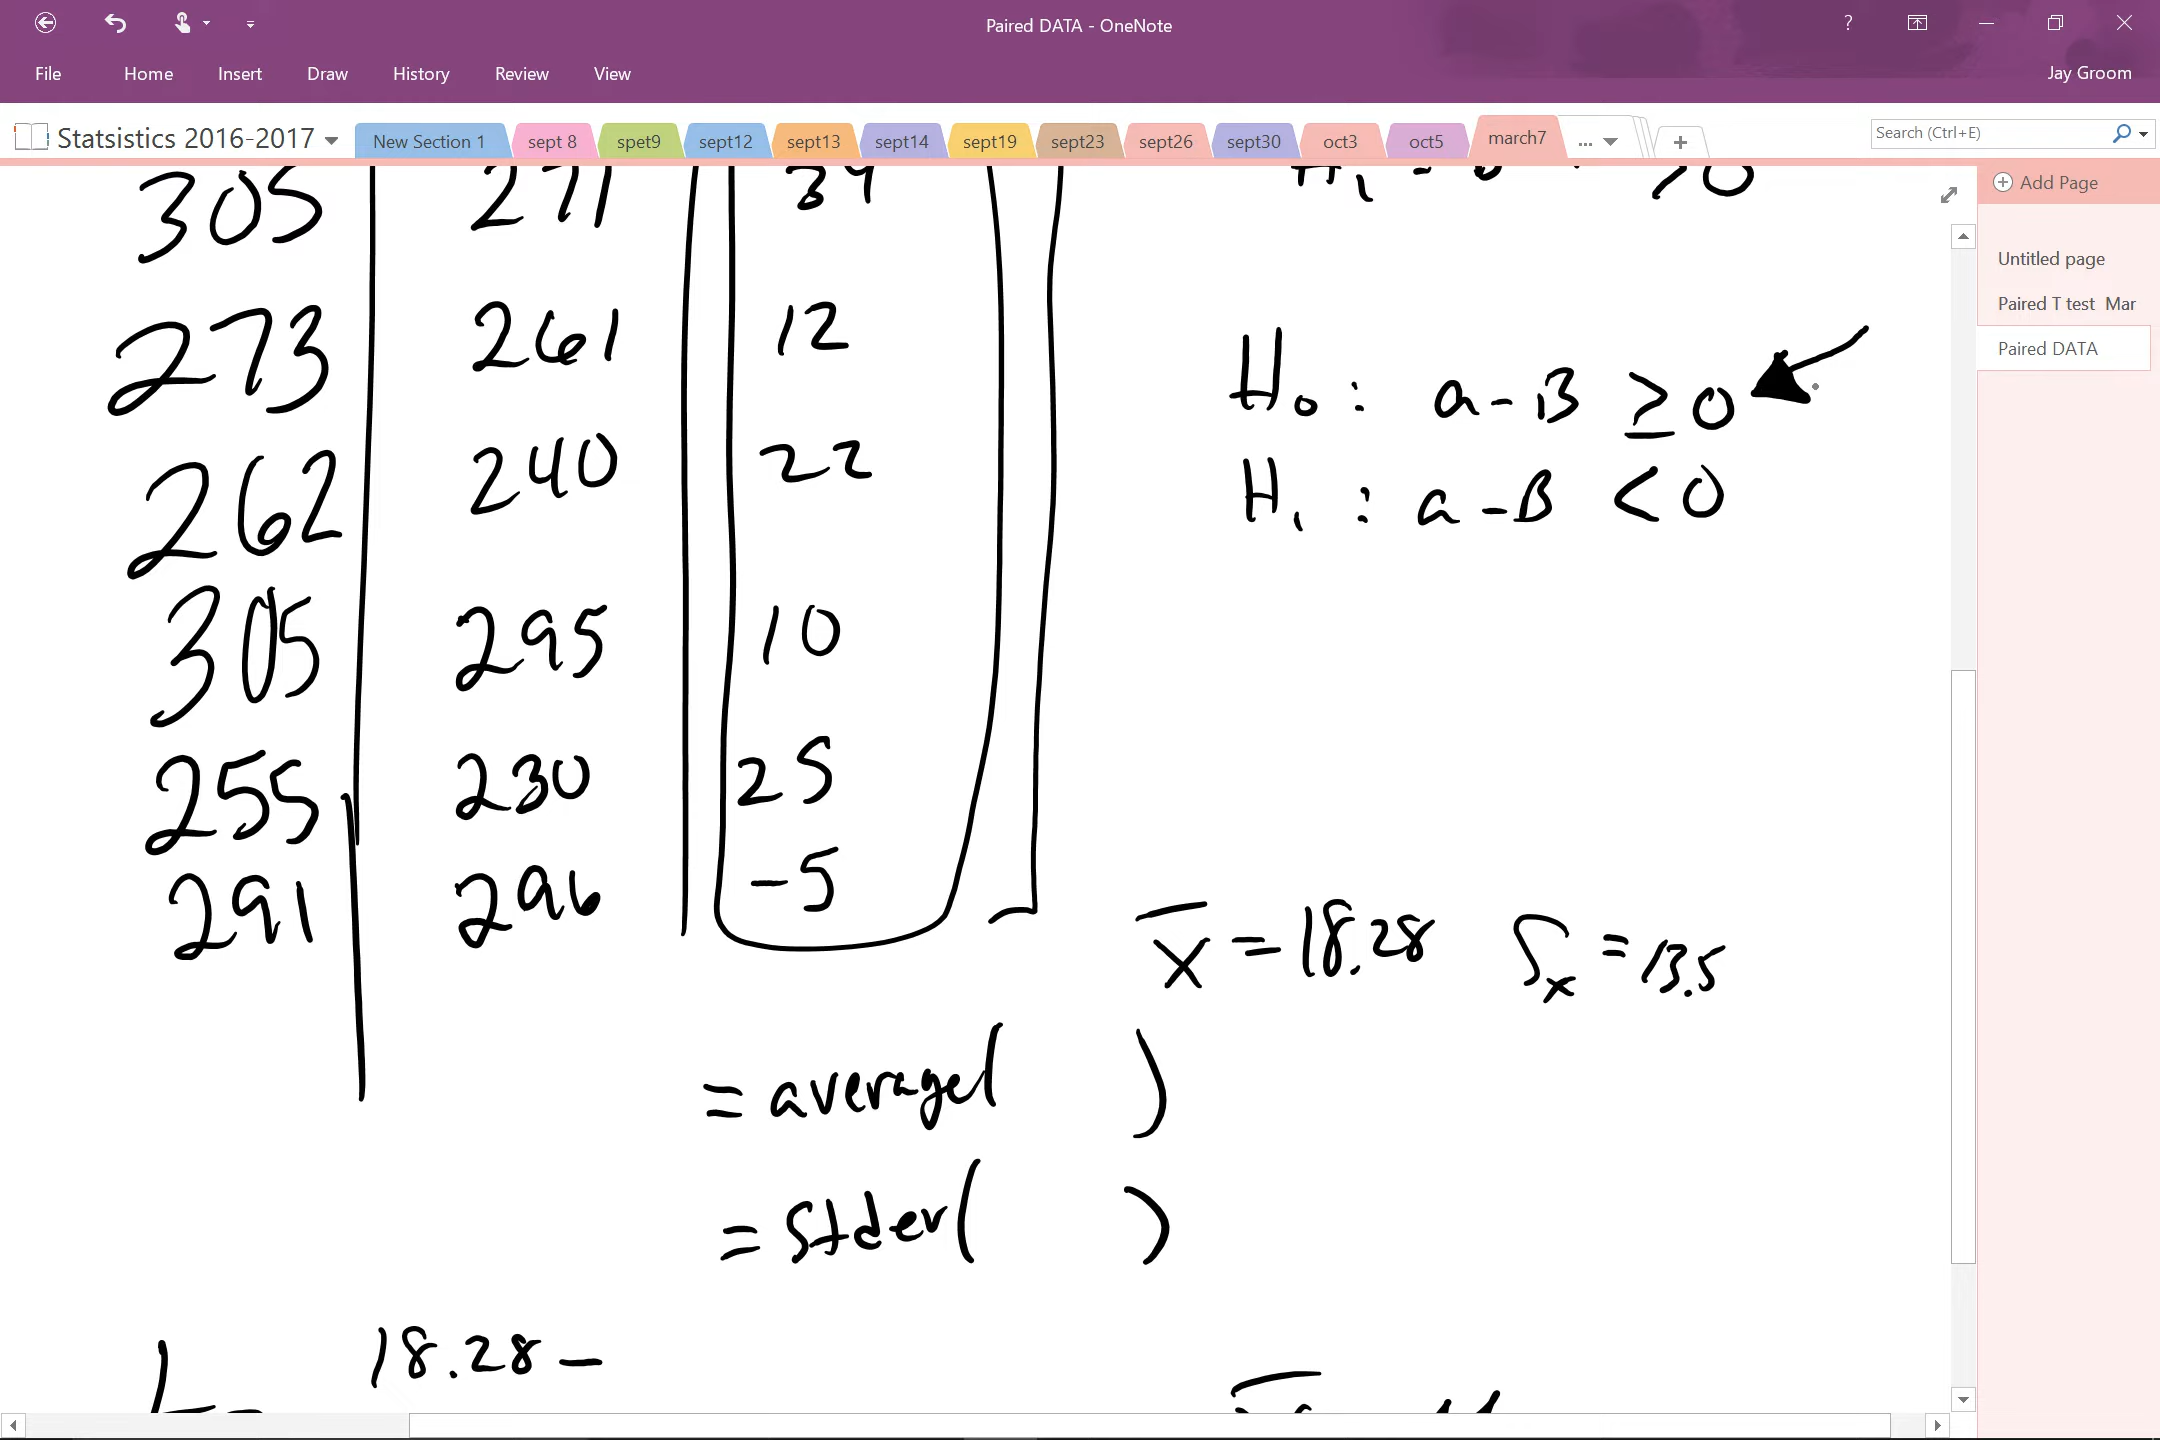 Paired DATA - OneNote
?
File Home Insert Draw History Review View
Jay Groom
Statsistics 2016-2017
New Section 1 sept 8 spet9 sept12 sept13 sept14 sept19 sept23 sept26 sept30 oct3 oct5 march7 ... +
Search (Ctrl+E)
Add Page
Untitled page
Paired T test Mar
Paired DATA
305 271 34
273 261 12
262 240 22
305 295 10
255 230 25
291 296 -5
H₀ : a - B ≥ 0
H₁ : a - B < 0
x̄ = 18.28 Sx = 13.5
= average( )
= Stder( )
18.28 -